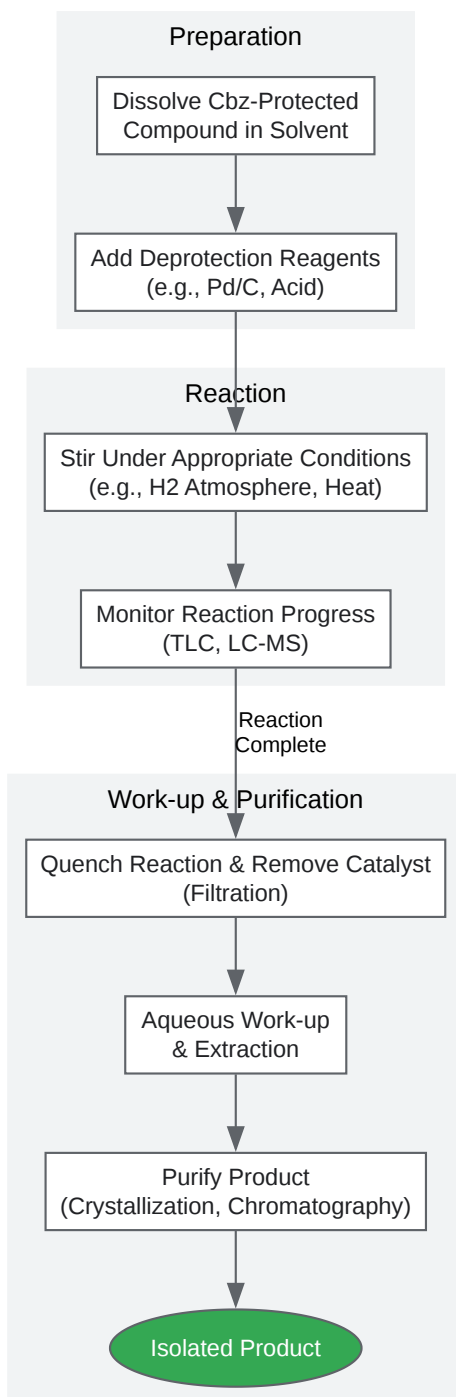 Preparation
Dissolve Cbz-Protected
Compound in Solvent
Add Deprotection Reagents
(e.g., Pd/C, Acid)
Reaction
Stir Under Appropriate Conditions
(e.g., H2 Atmosphere, Heat)
Monitor Reaction Progress
(TLC, LC-MS)
Reaction
Complete
Work-up & Purification
Quench Reaction & Remove Catalyst
(Filtration)
Aqueous Work-up
& Extraction
Purify Product
(Crystallization, Chromatography)
Isolated Product